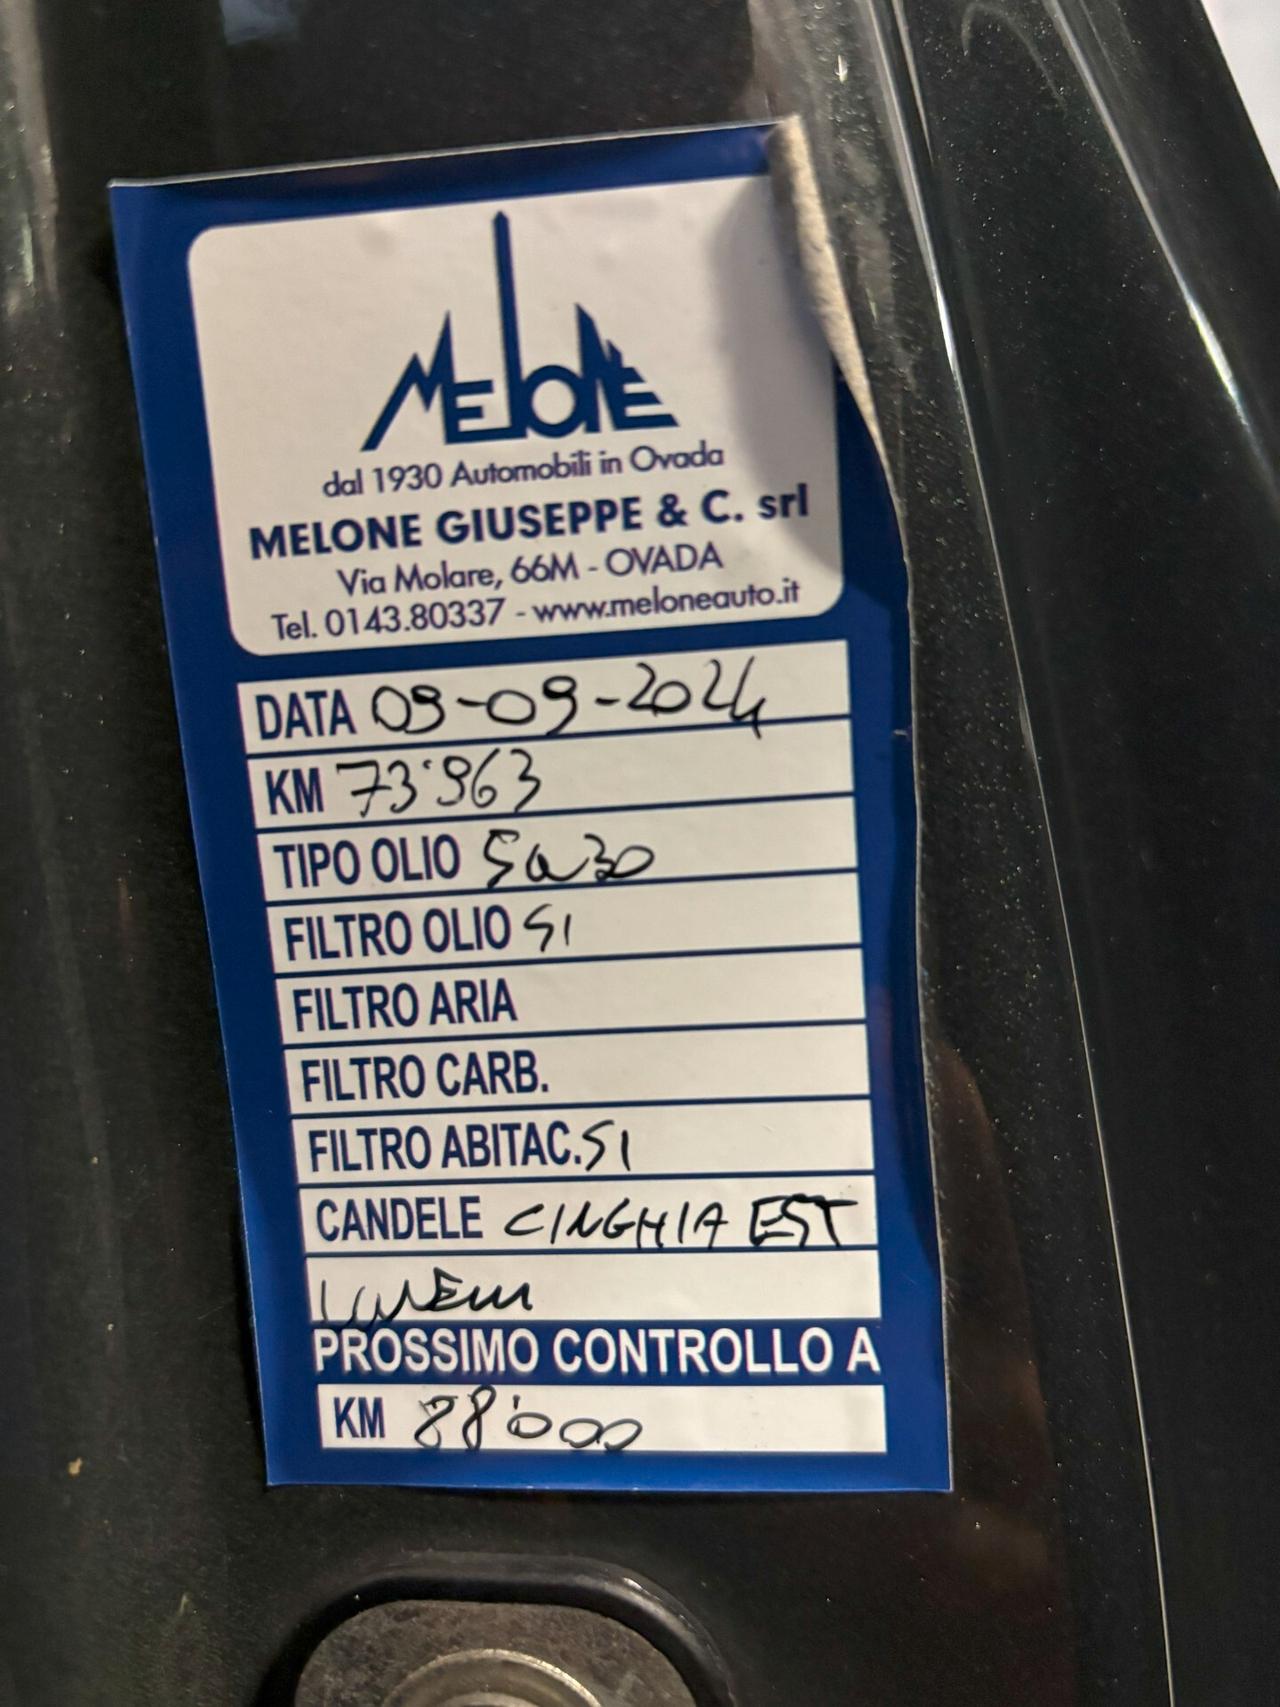 MELONE
dal 1930 Automobili in Ovada
MELONE GIUSEPPE & C. srl
Via Molare, 66M - OVADA
Tel. 0143.80337 - www.meloneauto.it
DATA 09-09-2024
KM 73'963
TIPO OLIO 5W30
FILTRO OLIO SI
FILTRO ARIA
FILTRO CARB.
FILTRO ABITAC. SI
CANDELE CINGHIA EST
PROSSIMO CONTROLLO A
KM 88'000